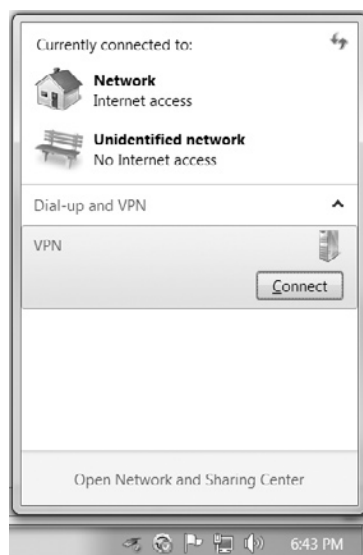 Currently connected to:
Network
Internet access
Unidentified network
No Internet access
Dial-up and VPN
VPN
Connect
Open Network and Sharing Center
6:43 PM